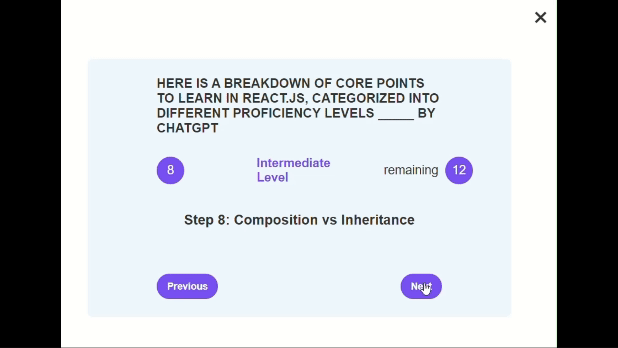 HERE IS A BREAKDOWN OF CORE POINTS
TO LEARN IN REACT.JS, CATEGORIZED INTO
DIFFERENT PROFICIENCY LEVELS _____ BY
CHATGPT
8
Intermediate
Level
remaining 12
Step 8: Composition vs Inheritance
Previous
Next